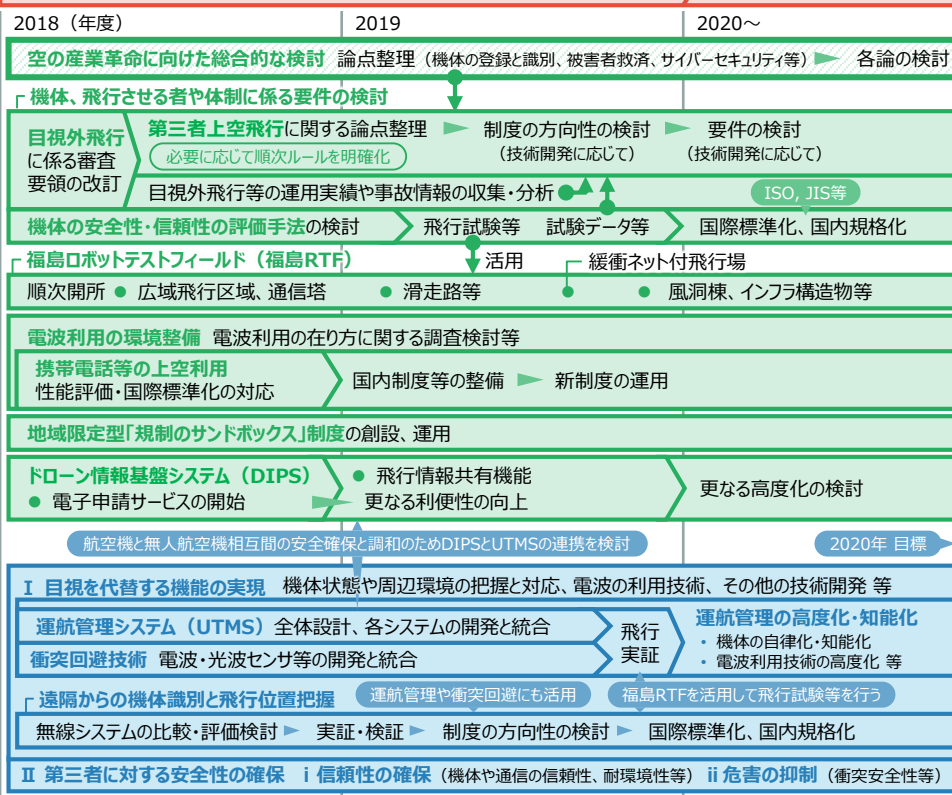 2018（年度）
2019
2020～
空の産業革命に向けた総合的な検討 論点整理（機体の登録と識別、被害者救済、サイバーセキュリティ等） 各論の検討
機体、飛行させる者や体制に係る要件の検討
目視外飛行
に係る審査
要領の改訂
第三者上空飛行に関する論点整理
必要に応じて順次ルールを明確化
制度の方向性の検討
（技術開発に応じて）
要件の検討
（技術開発に応じて）
目視外飛行等の運用実績や事故情報の収集・分析
ISO, JIS等
機体の安全性・信頼性の評価手法の検討
飛行試験等 試験データ等
国際標準化、国内規格化
福島ロボットテストフィールド（福島RTF）
活用
緩衝ネット付飛行場
順次開所 ● 広域飛行区域、通信塔 ● 滑走路等 ● ● 風洞棟、インフラ構造物等
電波利用の環境整備 電波利用の在り方に関する調査検討等
携帯電話等の上空利用
性能評価・国際標準化の対応
国内制度等の整備 新制度の運用
地域限定型「規制のサンドボックス」制度の創設、運用
ドローン情報基盤システム（DIPS）
● 電子申請サービスの開始
● 飛行情報共有機能
更なる利便性の向上
更なる高度化の検討
航空機と無人航空機相互間の安全確保と調和のためDIPSとUTMSの連携を検討
2020年 目標
Ⅰ 目視を代替する機能の実現 機体状態や周辺環境の把握と対応、電波の利用技術、その他の技術開発 等
運航管理システム（UTMS）全体設計、各システムの開発と統合
衝突回避技術 電波・光波センサ等の開発と統合
飛行
実証
運航管理の高度化・知能化
・ 機体の自律化・知能化
・ 電波利用技術の高度化 等
遠隔からの機体識別と飛行位置把握
運航管理や衝突回避にも活用
福島RTFを活用して飛行試験等を行う
無線システムの比較・評価検討 実証・検証 制度の方向性の検討 国際標準化、国内規格化
Ⅱ 第三者に対する安全性の確保 ⅰ 信頼性の確保（機体や通信の信頼性、耐環境性等） ⅱ 危害の抑制（衝突安全性等）